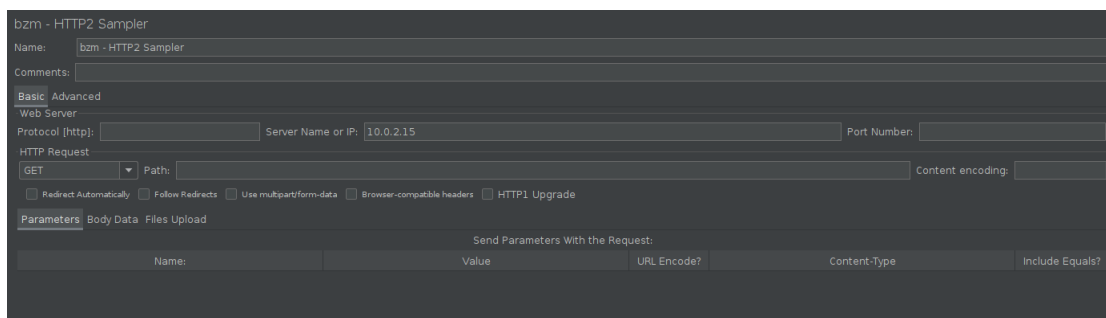 bzm - HTTP2 Sampler
Name: bzm - HTTP2 Sampler
Comments:
Basic Advanced
Web Server
Protocol [http]: Server Name or IP: 10.0.2.15 Port Number:
HTTP Request
GET Path: Content encoding:
Redirect Automatically Follow Redirects Use multipart/form-data Browser-compatible headers HTTP1 Upgrade
Parameters Body Data Files Upload
Send Parameters With the Request:
Name: Value URL Encode? Content-Type Include Equals?